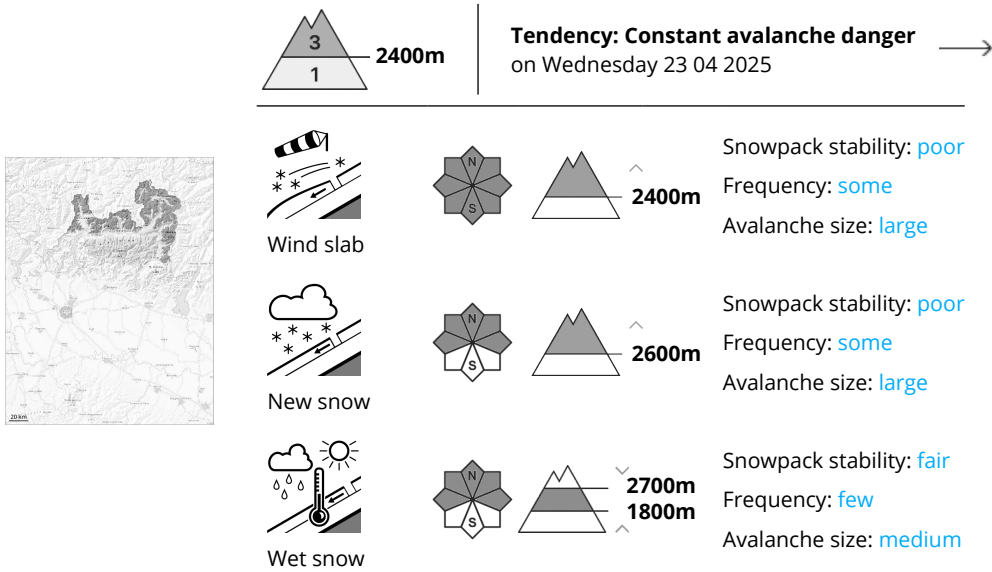 3
1
2400m
Tendency: Constant avalanche danger
on Wednesday 23 04 2025
20 km
N
S
2400m
Wind slab
Snowpack stability: poor
Frequency: some
Avalanche size: large
N
S
2600m
New snow
Snowpack stability: poor
Frequency: some
Avalanche size: large
N
S
2700m
1800m
Wet snow
Snowpack stability: fair
Frequency: few
Avalanche size: medium